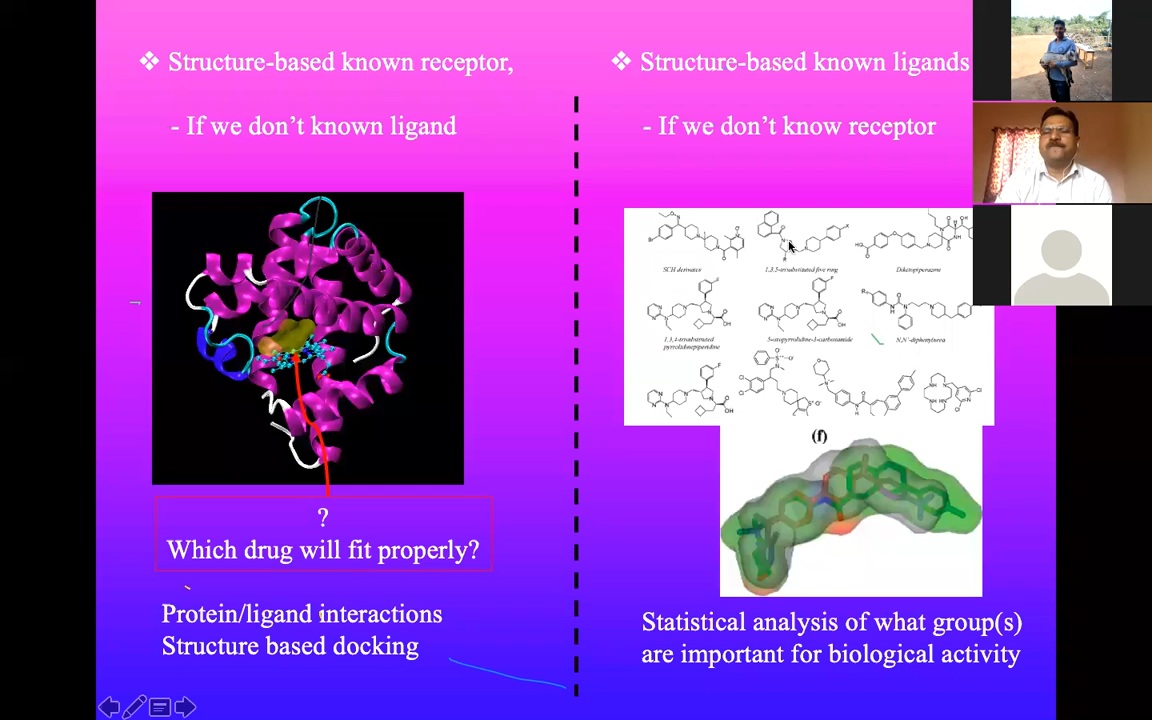 ❖ Structure-based known receptor,
- If we don't known ligand
?
Which drug will fit properly?
Protein/ligand interactions
Structure based docking
❖ Structure-based known ligands
- If we don't know receptor
SCH derivates
1,3,5-trisubstituted five ring
Diketopiperazene
1,3,4-trisubstituted
pyrrolidinepiperidine
5-oxopyrrolidine-3-carboxamide
N,N'-diphenylurea
(f)
Statistical analysis of what group(s)
are important for biological activity